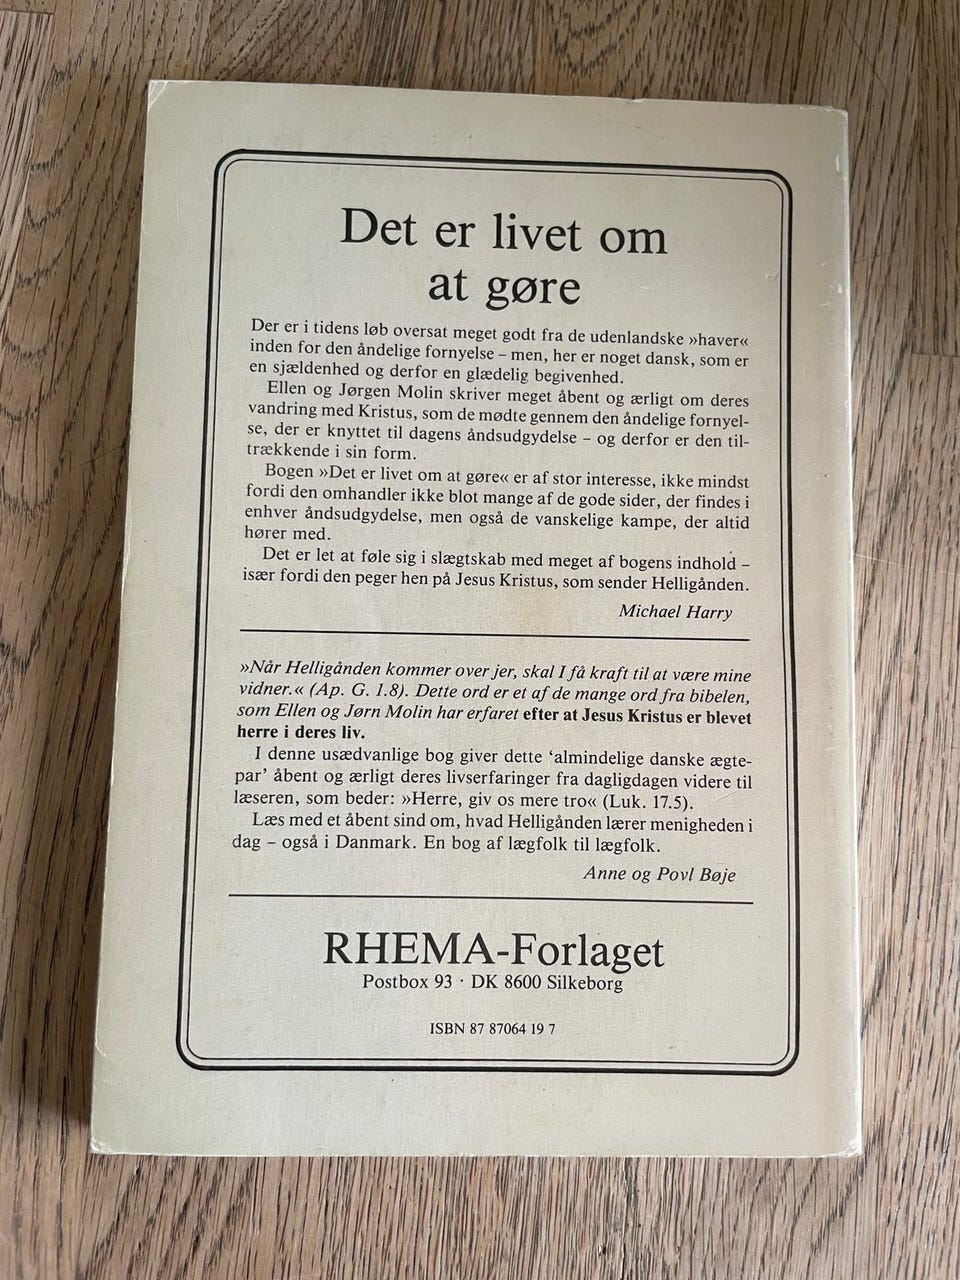 Det er livet om
at gøre
Der er i tidens løb oversat meget godt fra de udenlandske »haver«
inden for den åndelige fornyelse – men, her er noget dansk, som er
en sjældenhed og derfor en glædelig begivenhed.
Ellen og Jørgen Molin skriver meget åbent og ærligt om deres
vandring med Kristus, som de mødte gennem den åndelige fornyel-
se, der er knyttet til dagens åndsudgydelse – og derfor er den til-
trækkende i sin form.
Bogen »Det er livet om at gøre« er af stor interesse, ikke mindst
fordi den omhandler ikke blot mange af de gode sider, der findes i
enhver åndsudgydelse, men også de vanskelige kampe, der altid
hører med.
Det er let at føle sig i slægtskab med meget af bogens indhold –
især fordi den peger hen på Jesus Kristus, som sender Helligånden.
Michael Harry
»Når Helligånden kommer over jer, skal I få kraft til at være mine
vidner.« (Ap. G. 1.8). Dette ord er et af de mange ord fra bibelen,
som Ellen og Jørn Molin har erfaret efter at Jesus Kristus er blevet
herre i deres liv.
I denne usædvanlige bog giver dette ‘almindelige danske ægte-
par’ åbent og ærligt deres livserfaringer fra dagligdagen videre til
læseren, som beder: »Herre, giv os mere tro« (Luk. 17.5).
Læs med et åbent sind om, hvad Helligånden lærer menigheden i
dag – også i Danmark. En bog af lægfolk til lægfolk.
Anne og Povl Bøje
RHEMA-Forlaget
Postbox 93 · DK 8600 Silkeborg
ISBN 87 87064 19 7